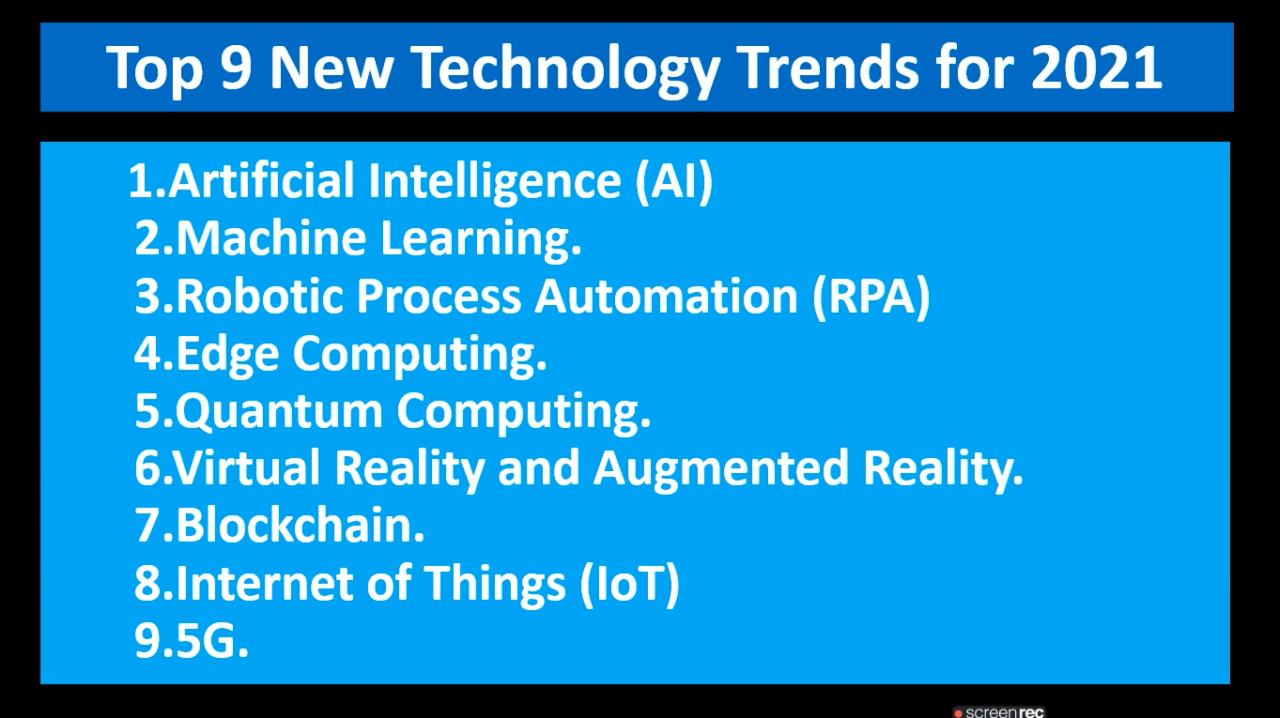 Top 9 New Technology Trends for 2021
1.Artificial Intelligence (AI)
2.Machine Learning.
3.Robotic Process Automation (RPA)
4.Edge Computing.
5.Quantum Computing.
6.Virtual Reality and Augmented Reality.
7.Blockchain.
8.Internet of Things (IoT)
9.5G.
screenrec